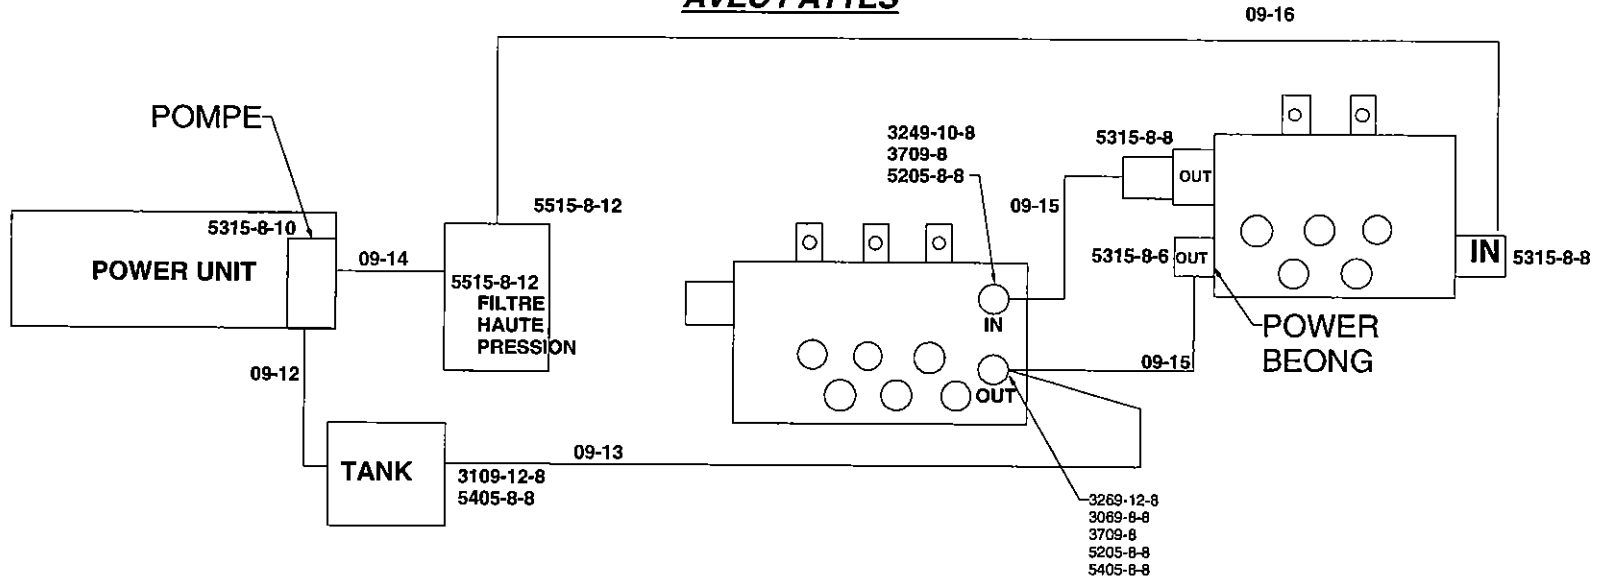 AVEC PATTES
09-16
POMPE
3249-10-8
3709-8
5205-8-8
5315-8-8
OUT
09-15
5515-8-12
5315-8-10
POWER UNIT
09-14
5515-8-12
FILTRE
HAUTE
PRESSION
5315-8-6
OUT
IN
5315-8-8
IN
POWER
BEONG
09-15
09-12
OUT
09-13
TANK
3109-12-8
5405-8-8
3269-12-8
3069-8-8
3709-8
5205-8-8
5405-8-8